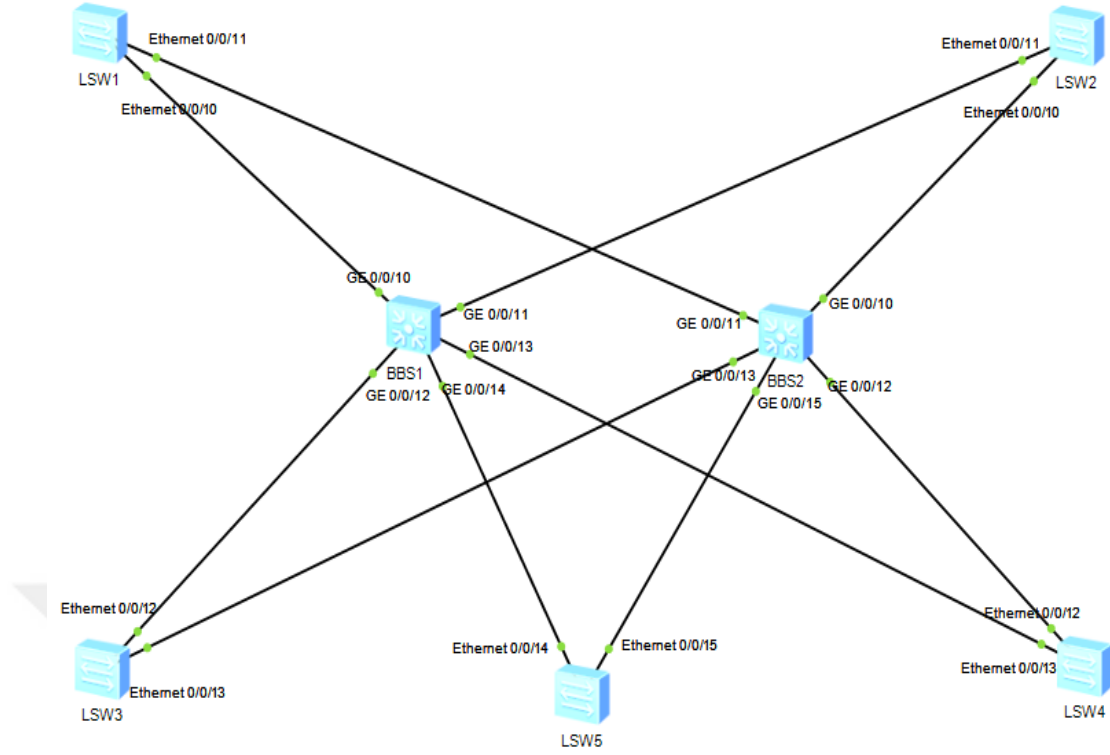 Ethernet 0/0/11
LSW1
Ethernet 0/0/10
Ethernet 0/0/11
LSW2
Ethernet 0/0/10
GE 0/0/10
GE 0/0/11
GE 0/0/13
BBS1
GE 0/0/12
GE 0/0/14
GE 0/0/10
GE 0/0/11
GE 0/0/13
BBS2
GE 0/0/12
GE 0/0/15
Ethernet 0/0/12
Ethernet 0/0/13
LSW3
Ethernet 0/0/14
Ethernet 0/0/15
LSW5
Ethernet 0/0/12
Ethernet 0/0/13
LSW4